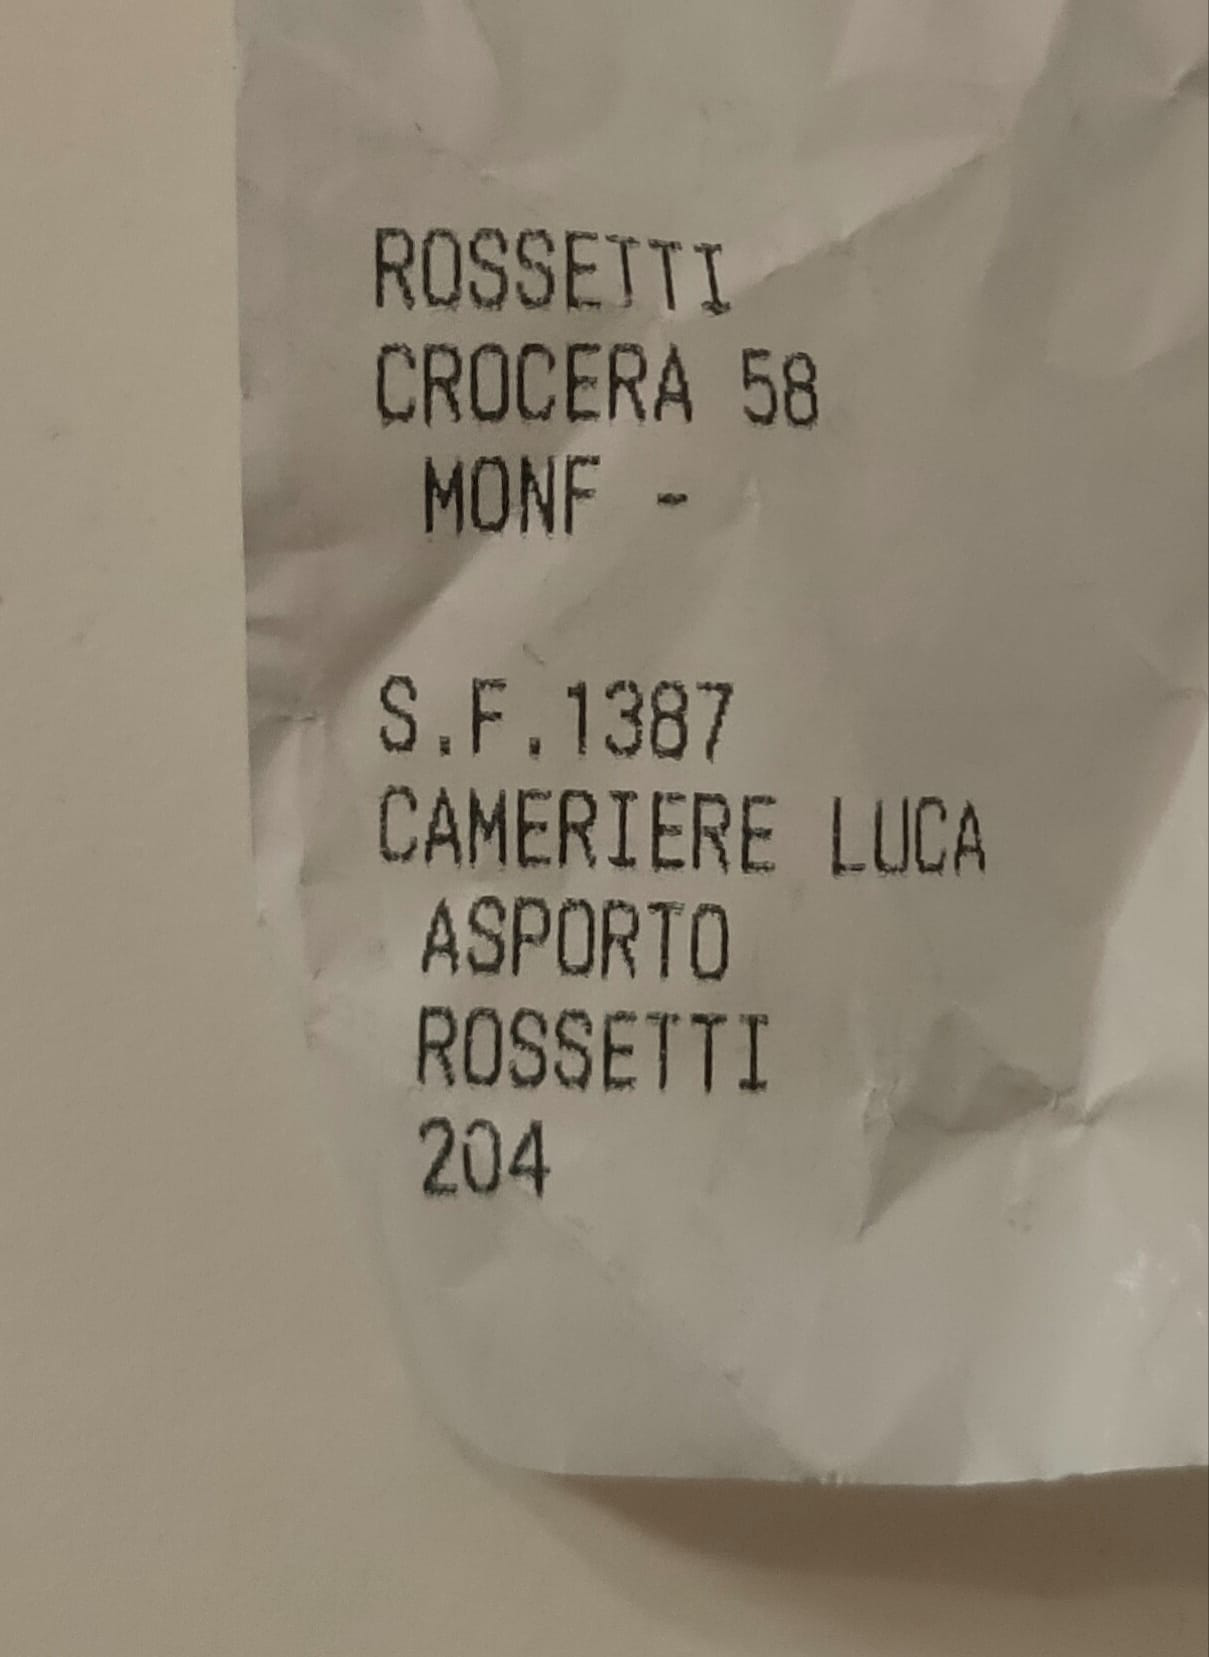 ROSSETTI
CROCERA 58
MONF -
S.F.1387
CAMERIERE LUCA
ASPORTO
ROSSETTI
204